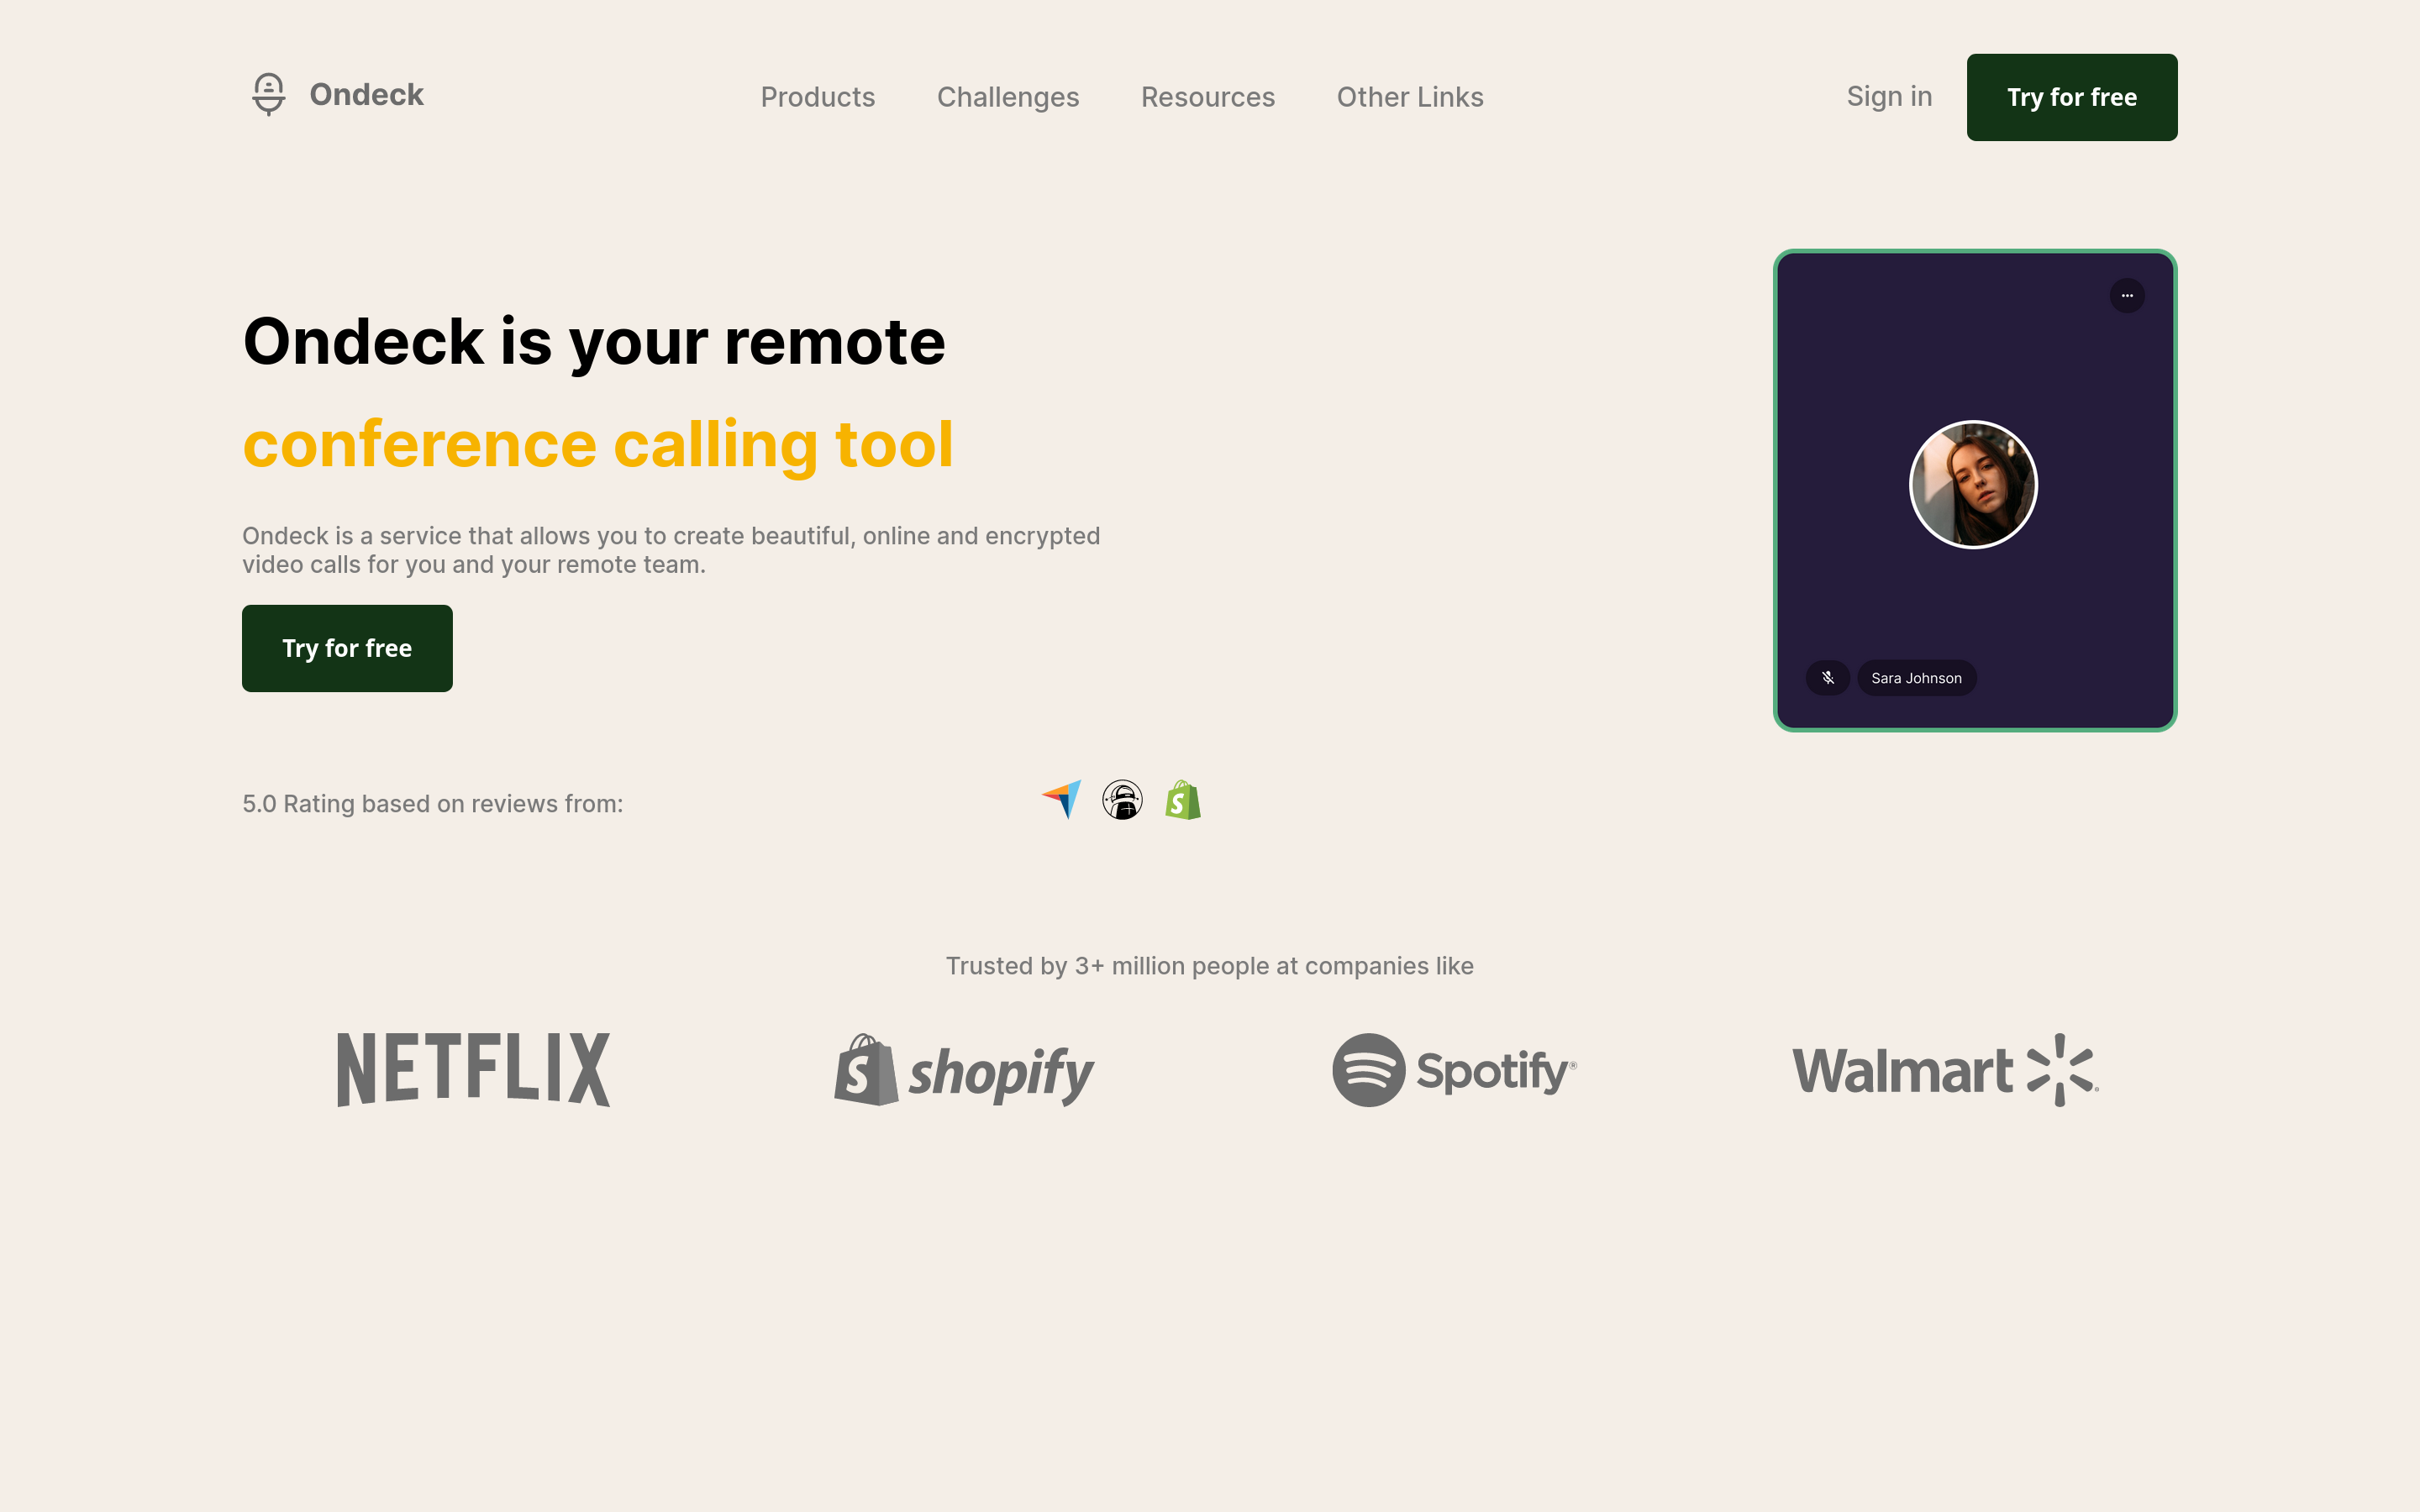 Ondeck
Products
Challenges
Resources
Other Links
Sign in
Try for free
Ondeck is your remote
conference calling tool
Ondeck is a service that allows you to create beautiful, online and encrypted
video calls for you and your remote team.
Try for free
Sara Johnson
5.0 Rating based on reviews from:
Trusted by 3+ million people at companies like
NETFLIX
shopify
Spotify®
Walmart